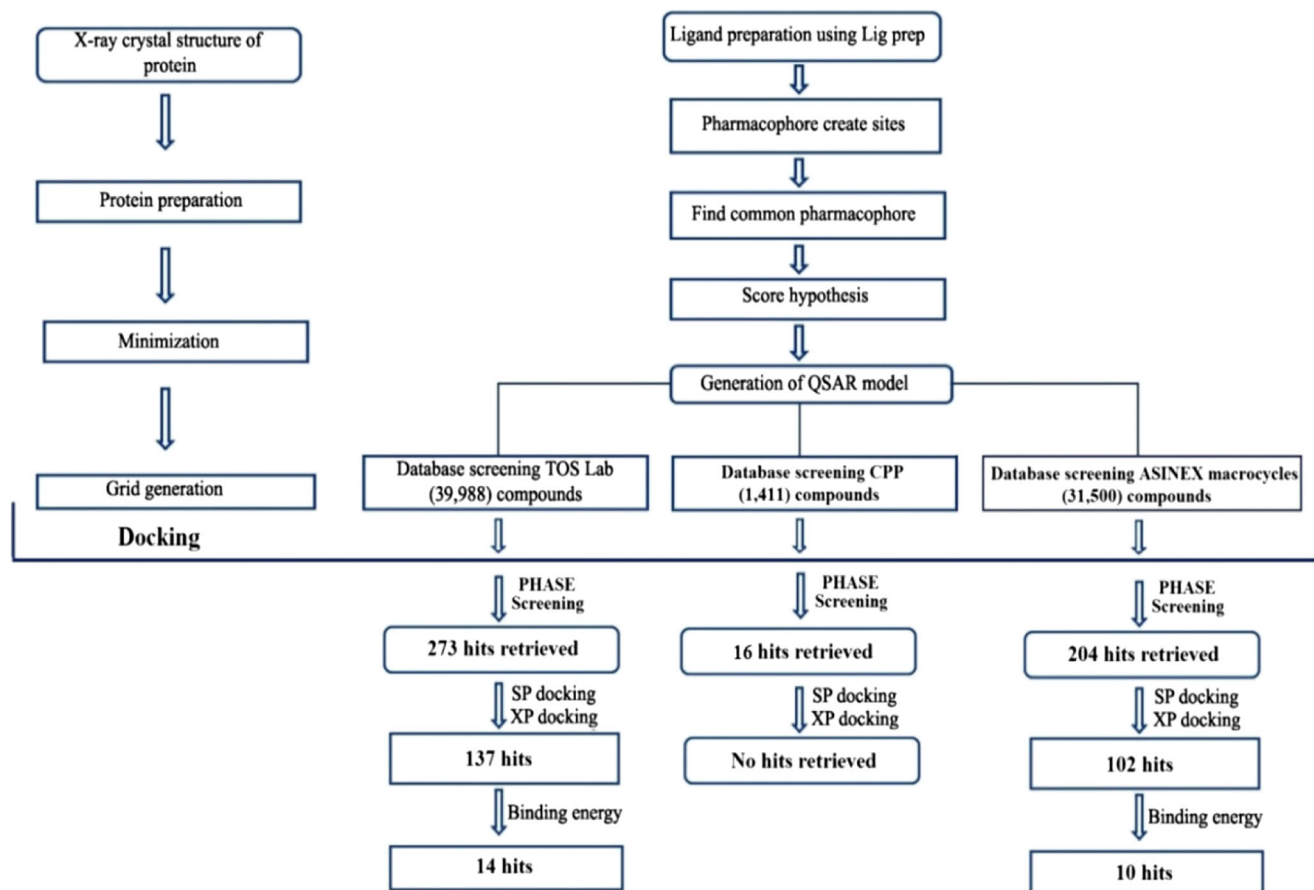 X-ray crystal structure of
protein
Protein preparation
Minimization
Grid generation
Docking
Ligand preparation using Lig prep
Pharmacophore create sites
Find common pharmacophore
Score hypothesis
Generation of QSAR model
Database screening TOS Lab
(39,988) compounds
Database screening CPP
(1,411) compounds
Database screening ASINEX macrocycles
(31,500) compounds
PHASE
Screening
273 hits retrieved
SP docking
XP docking
137 hits
Binding energy
14 hits
PHASE
Screening
16 hits retrieved
SP docking
XP docking
No hits retrieved
PHASE
Screening
204 hits retrieved
SP docking
XP docking
102 hits
Binding energy
10 hits